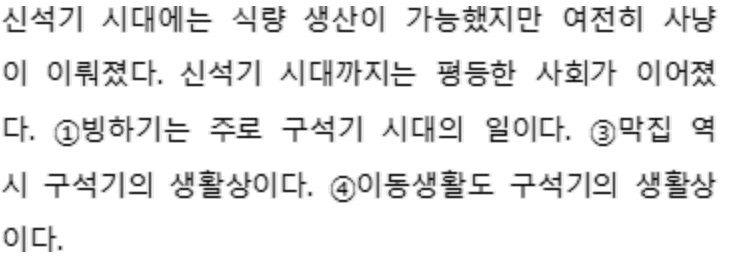 신석기 시대에는 식량 생산이 가능했지만 여전히 사냥
이 이뤄졌다. 신석기 시대까지는 평등한 사회가 이어졌
다. ①빙하기는 주로 구석기 시대의 일이다. ③막집 역
시 구석기의 생활상이다. ④이동생활도 구석기의 생활상
이다.